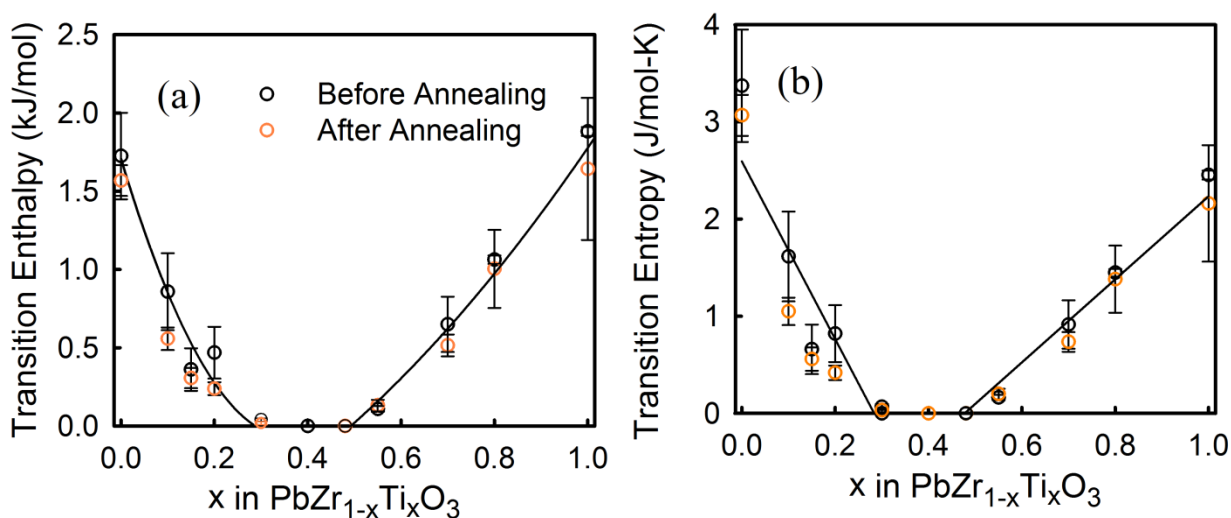 Transition Enthalpy (kJ/mol)
2.5
2.0
1.5
1.0
0.5
0.0
(a)
Before Annealing
After Annealing
0.0 0.2 0.4 0.6 0.8 1.0
x in PbZr1-xTixO3
Transition Entropy (J/mol-K)
4
3
2
1
0
(b)
0.0 0.2 0.4 0.6 0.8 1.0
x in PbZr1-xTixO3